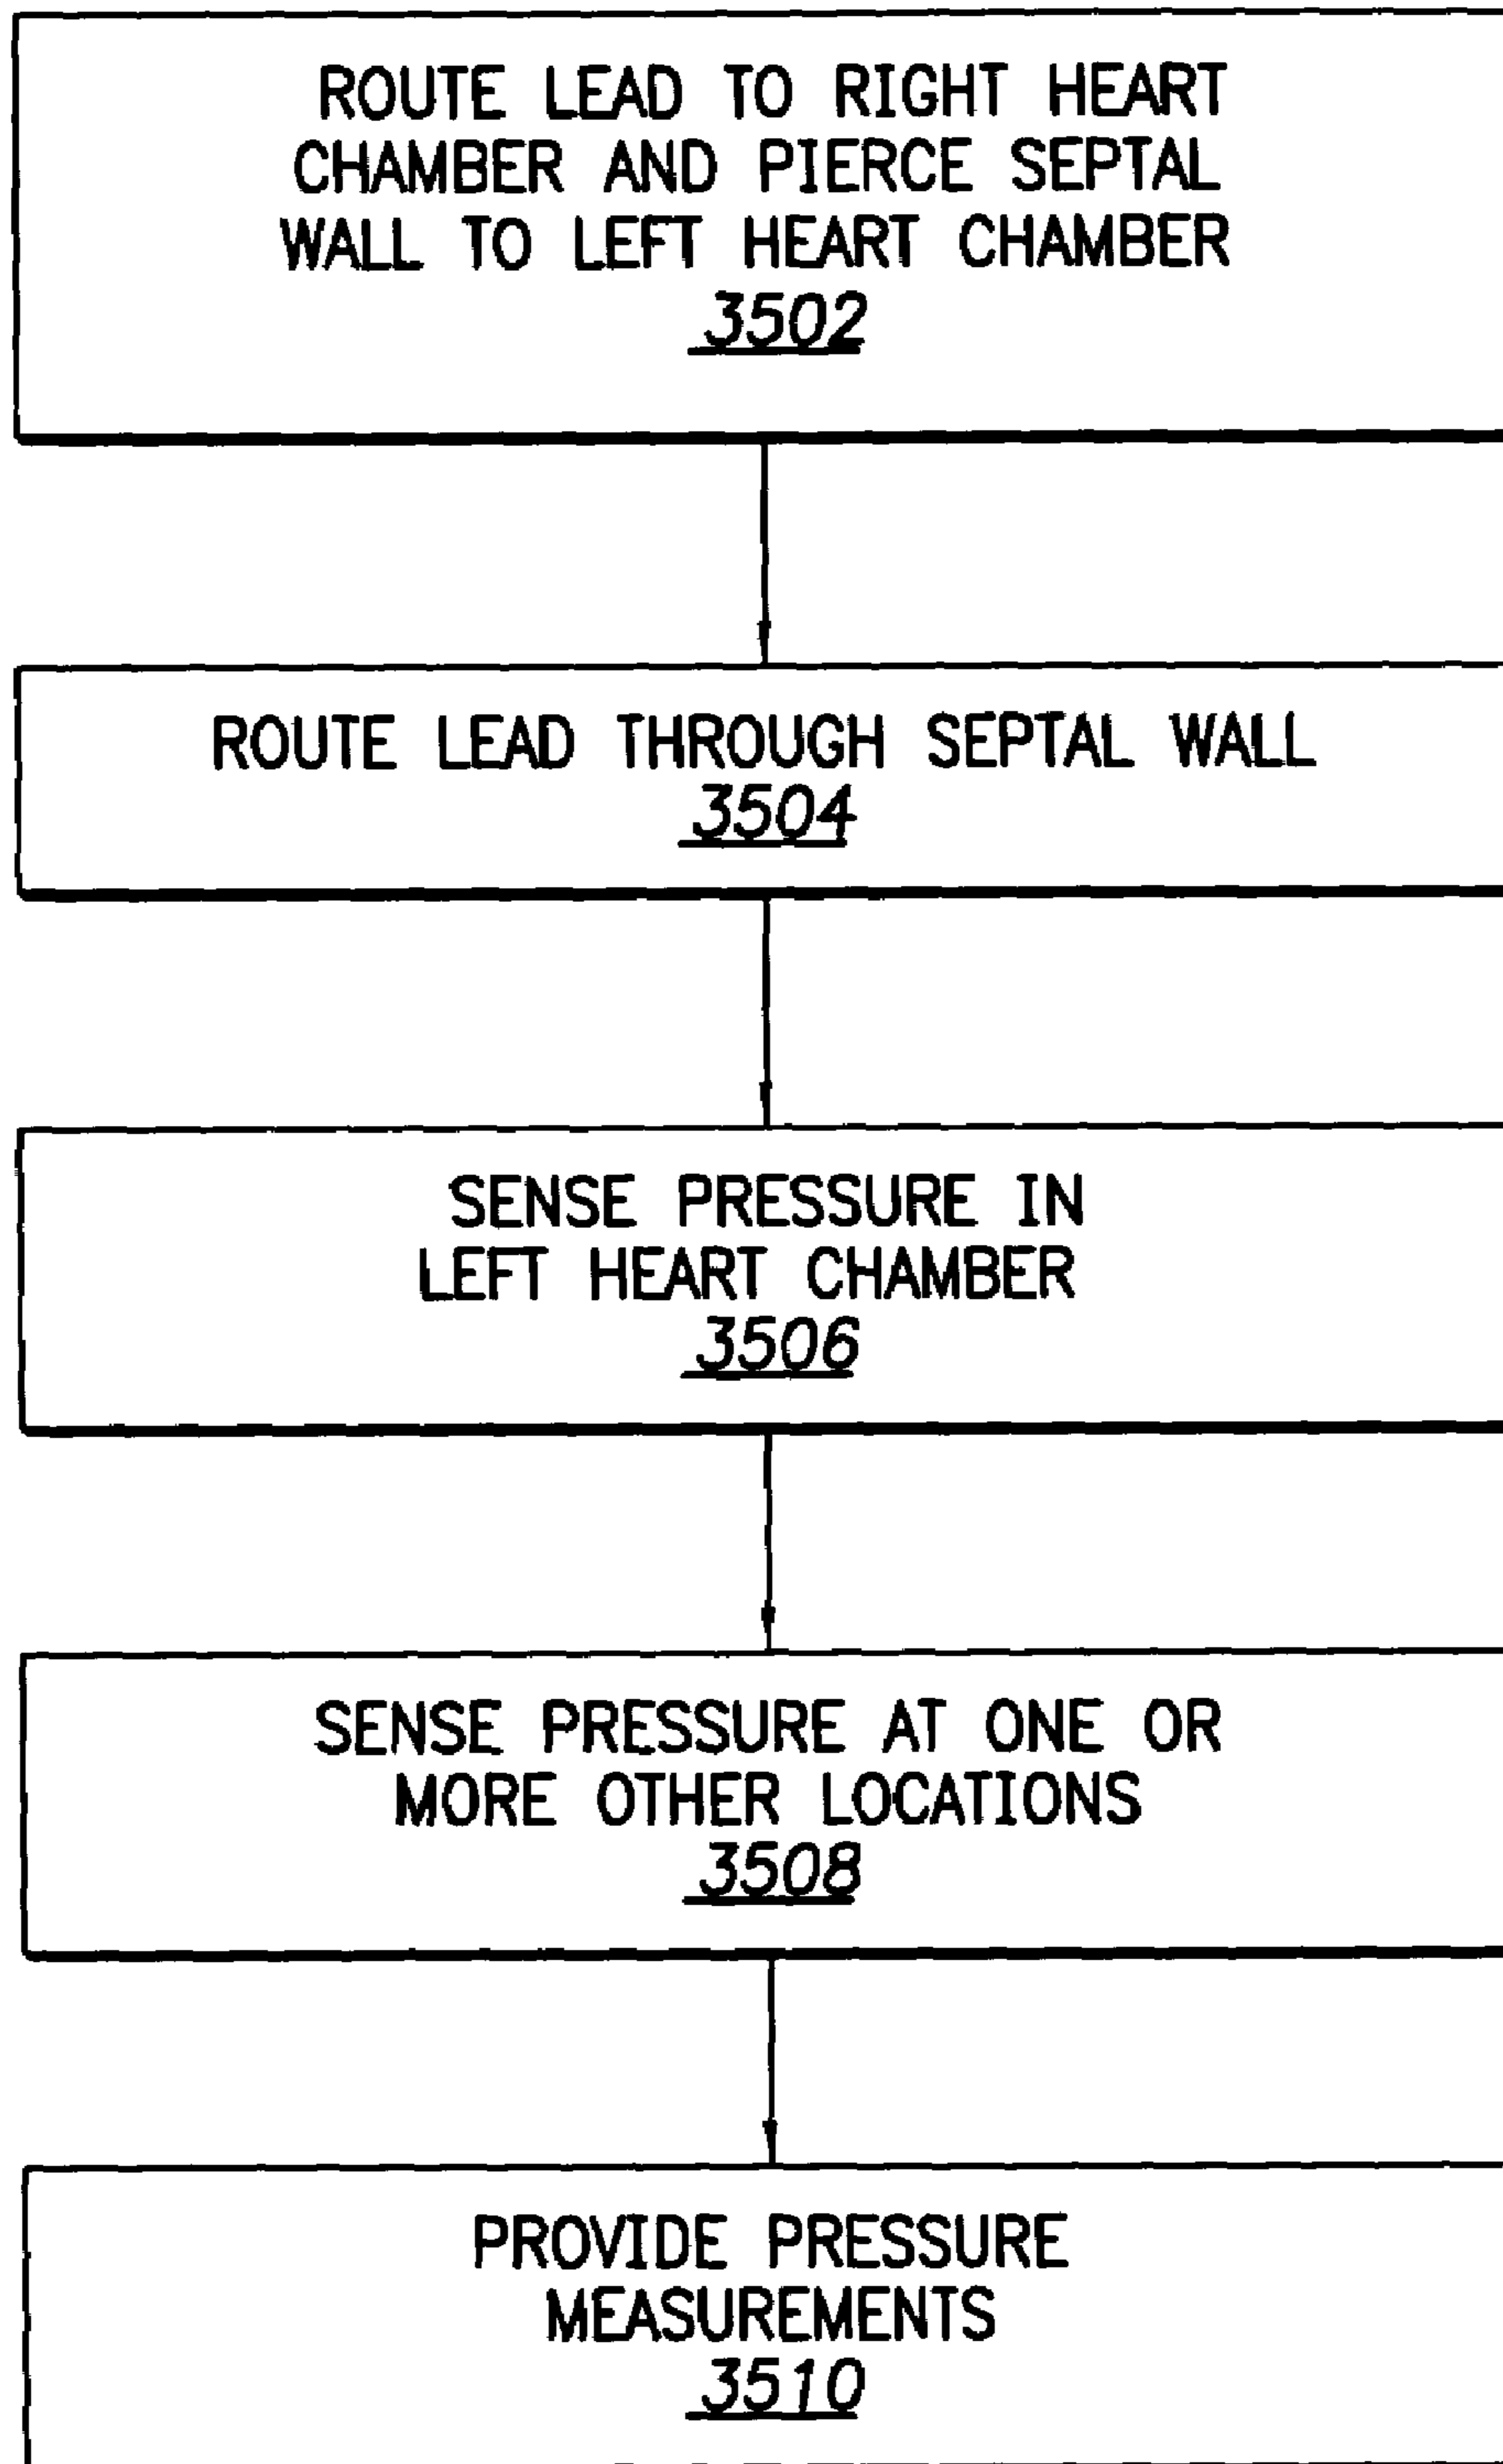 ROUTE LEAD TO RIGHT HEART
CHAMBER AND PIERCE SEPTAL
WALL TO LEFT HEART CHAMBER
3502
ROUTE LEAD THROUGH SEPTAL WALL
3504
SENSE PRESSURE IN
LEFT HEART CHAMBER
3506
SENSE PRESSURE AT ONE OR
MORE OTHER LOCATIONS
3508
PROVIDE PRESSURE
MEASUREMENTS
3510